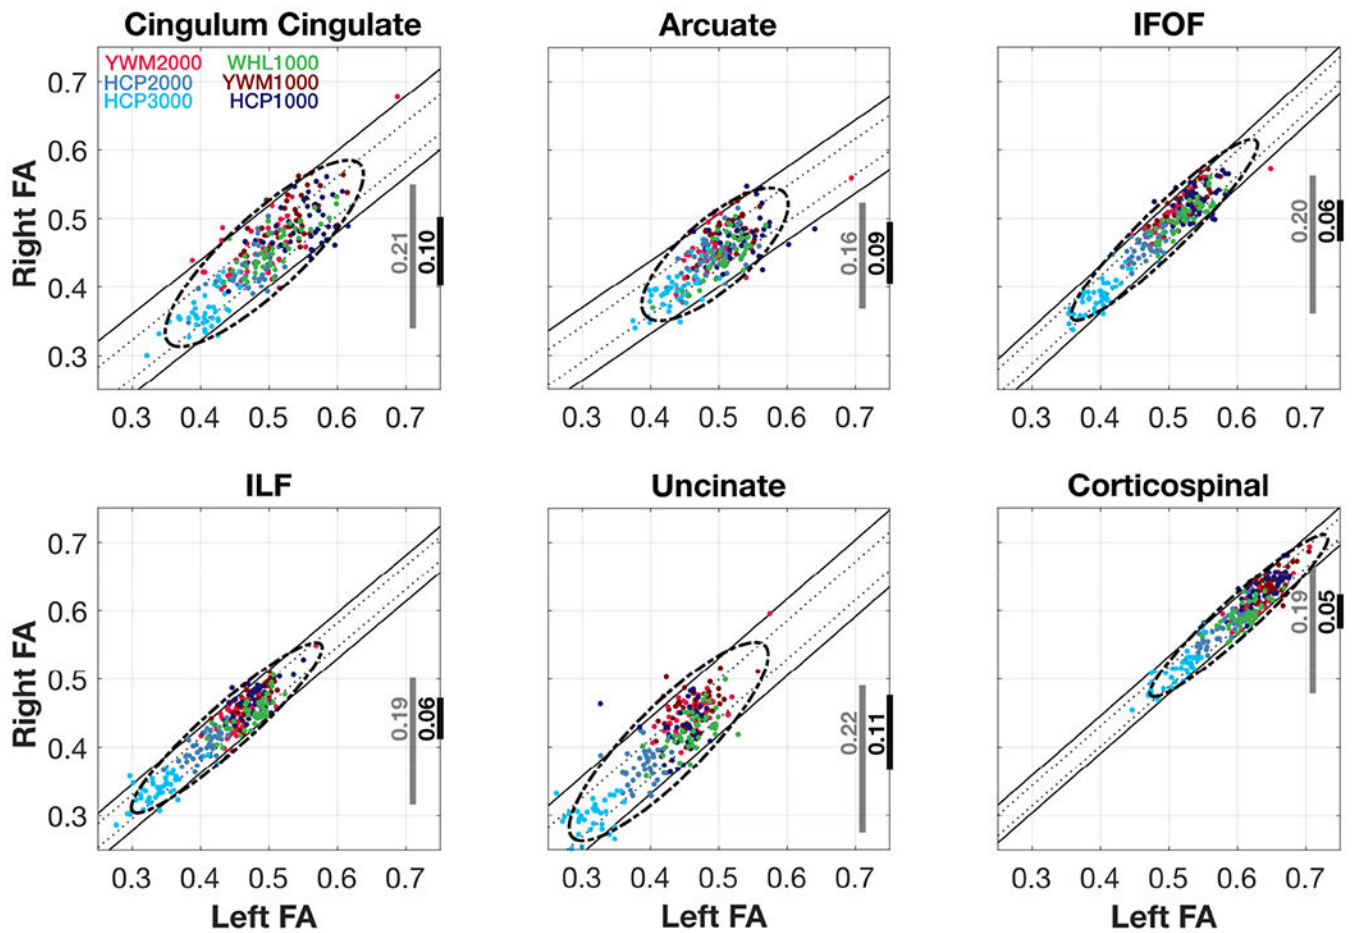 Cingulum Cingulate
Arcuate
IFOF
YWM2000 WHL1000
HCP2000 YWM1000
HCP3000 HCP1000
Right FA
0.7
0.6
0.5
0.4
0.3
0.21
0.10
0.16
0.09
0.20
0.06
0.3 0.4 0.5 0.6 0.7
0.3 0.4 0.5 0.6 0.7
0.3 0.4 0.5 0.6 0.7
ILF
Uncinate
Corticospinal
Right FA
0.7
0.6
0.5
0.4
0.3
0.19
0.06
0.22
0.11
0.19
0.05
0.3 0.4 0.5 0.6 0.7
0.3 0.4 0.5 0.6 0.7
0.3 0.4 0.5 0.6 0.7
Left FA
Left FA
Left FA